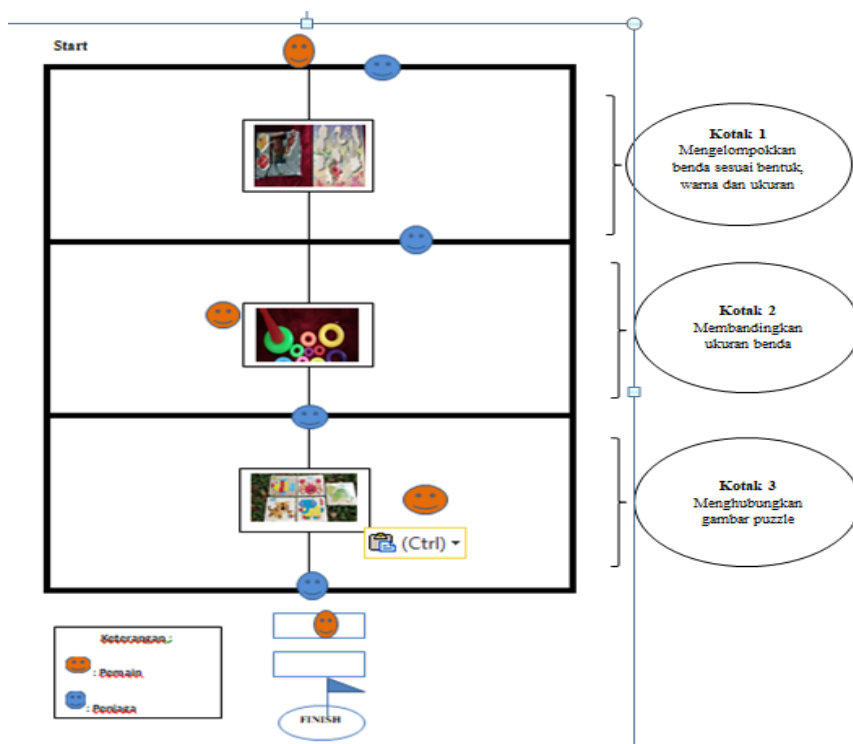 Start
Kotak 1
Mengelompokkan
benda sesuai bentuk,
warna dan ukuran
Kotak 2
Membandingkan
ukuran benda
Kotak 3
Menghubungkan
gambar puzzle
(Ctrl)
Keterangan :
: Pemain
: Penjaga
FINISH